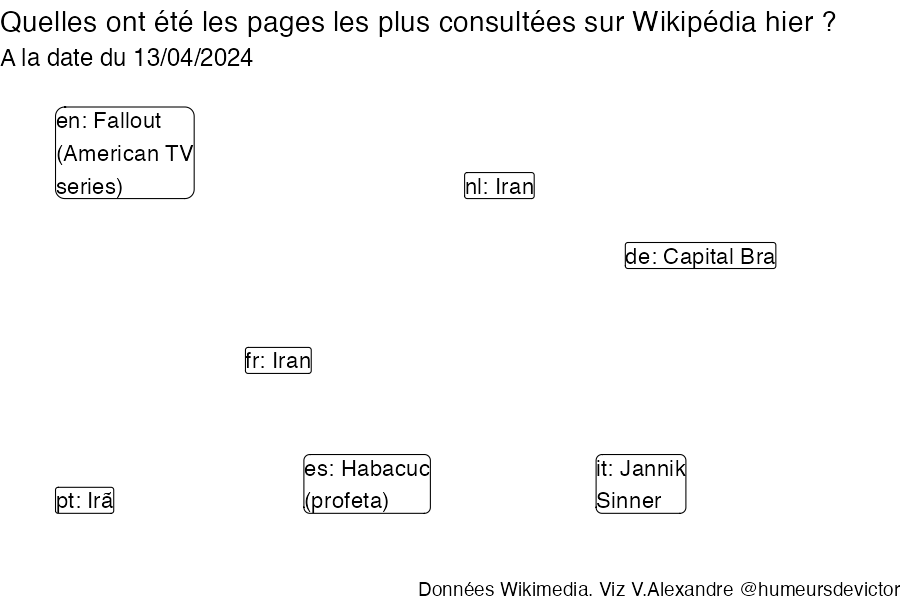 Quelles ont été les pages les plus consultées sur Wikipédia hier ?
A la date du 13/04/2024
en: Fallout
(American TV
series)
nl: Iran
de: Capital Bra
fr: Iran
es: Habacuc
(profeta)
it: Jannik
Sinner
pt: Irã
Données Wikimedia. Viz V.Alexandre @humeursdevictor